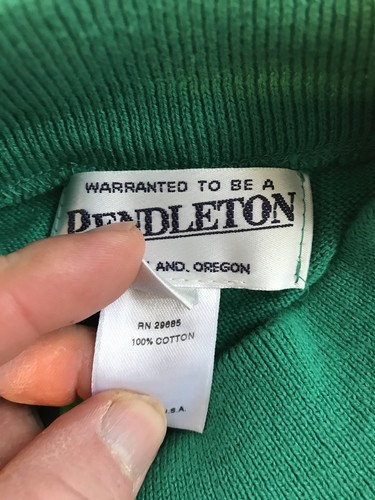 WARRANTED TO BE A
PENDLETON
AND, OREGON
RN 29685
100% COTTON
U.S.A.